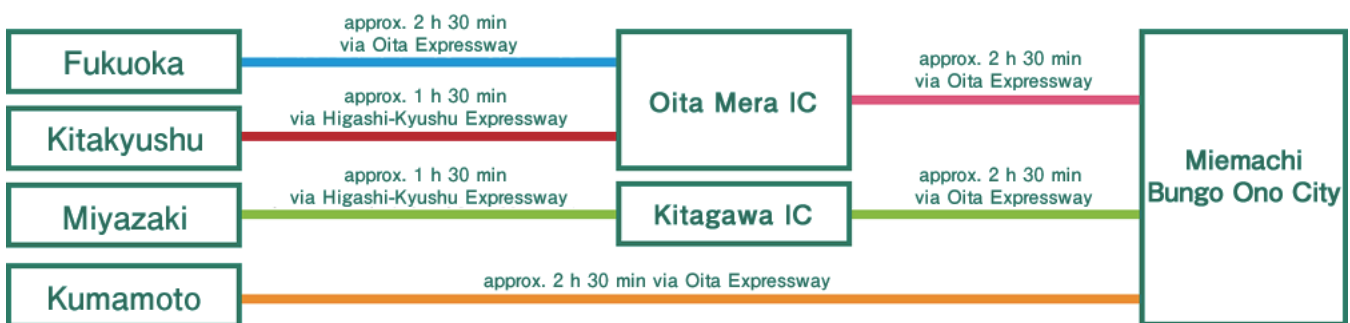 Fukuoka
approx. 2 h 30 min
via Oita Expressway
Kitakyushu
approx. 1 h 30 min
via Higashi-Kyushu Expressway
Oita Mera IC
approx. 2 h 30 min
via Oita Expressway
Miyazaki
approx. 1 h 30 min
via Higashi-Kyushu Expressway
Kitagawa IC
approx. 2 h 30 min
via Oita Expressway
Kumamoto
approx. 2 h 30 min via Oita Expressway
Miemachi
Bungo Ono City